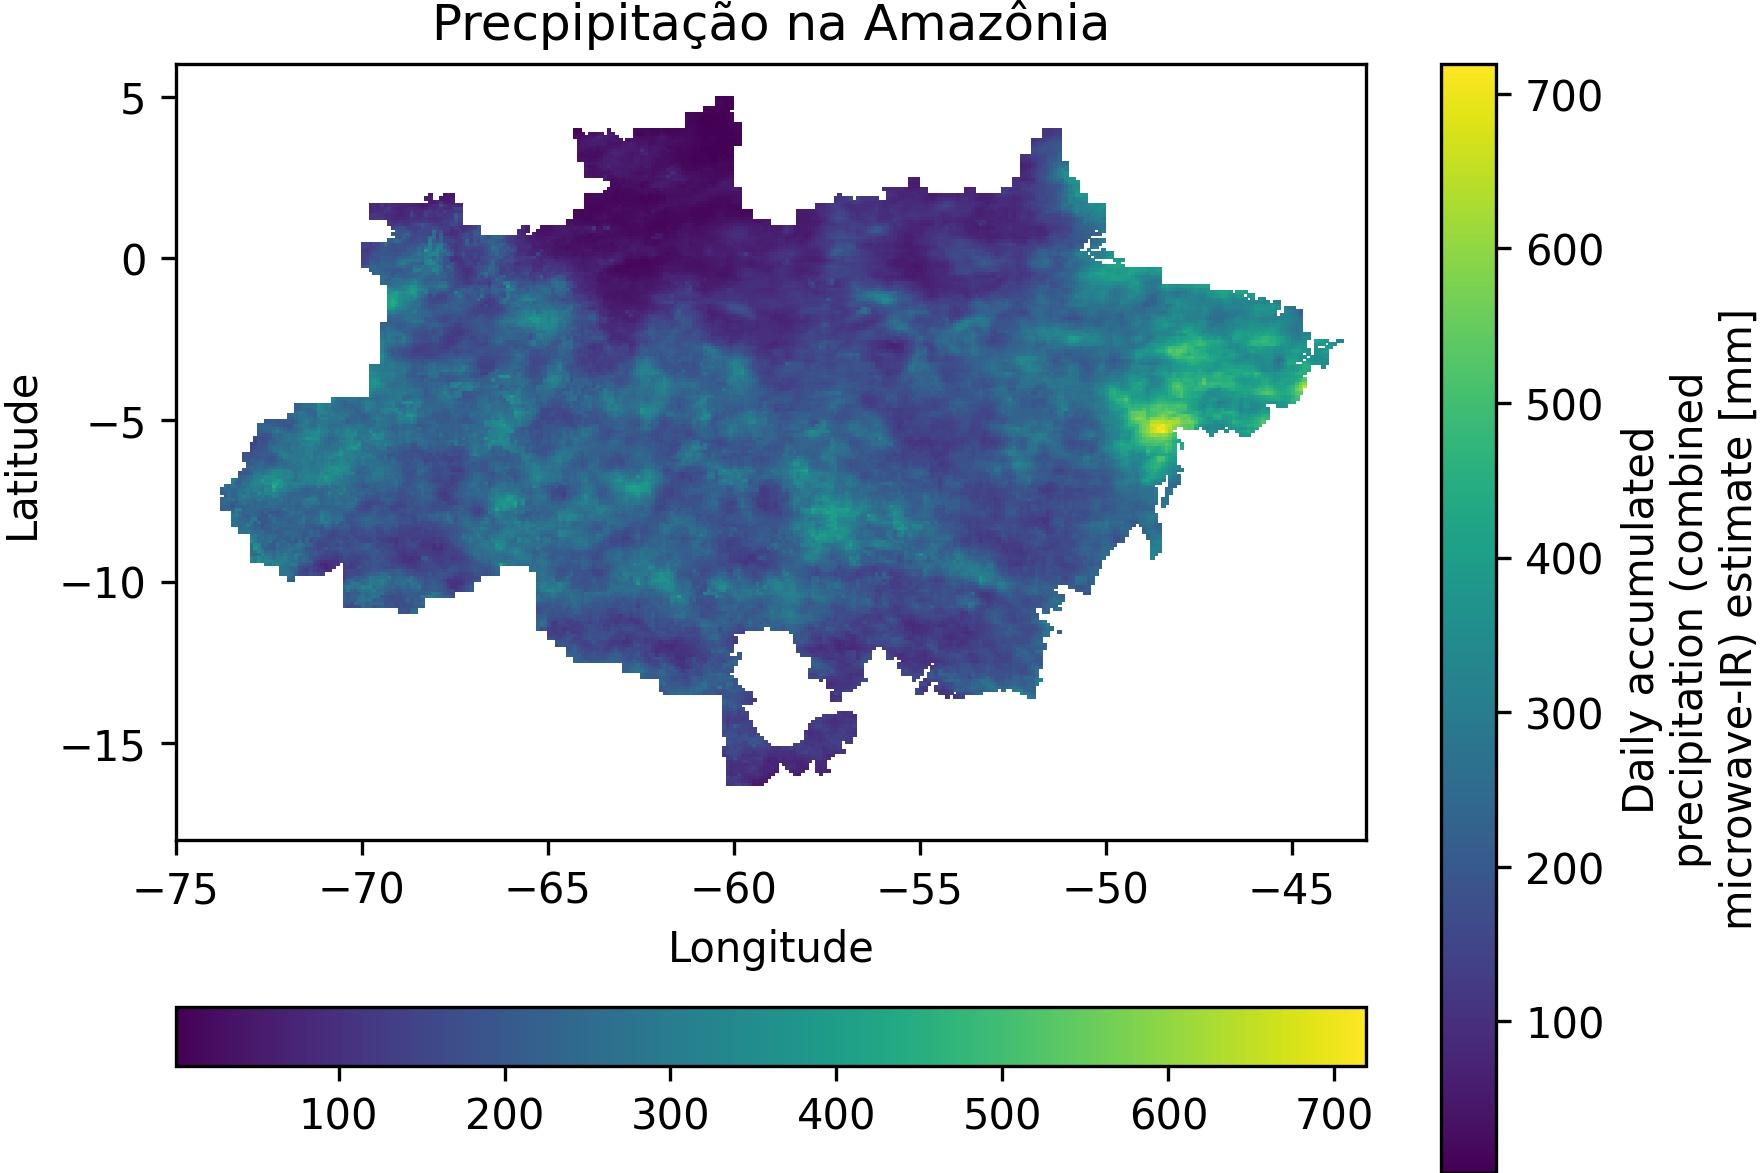 Precpipitação na Amazônia
5
0
−5
−10
−15
Latitude
−75 −70 −65 −60 −55 −50 −45
Longitude
100 200 300 400 500 600 700
700
600
500
400
300
200
100
Daily accumulated
precipitation (combined
microwave-IR) estimate [mm]